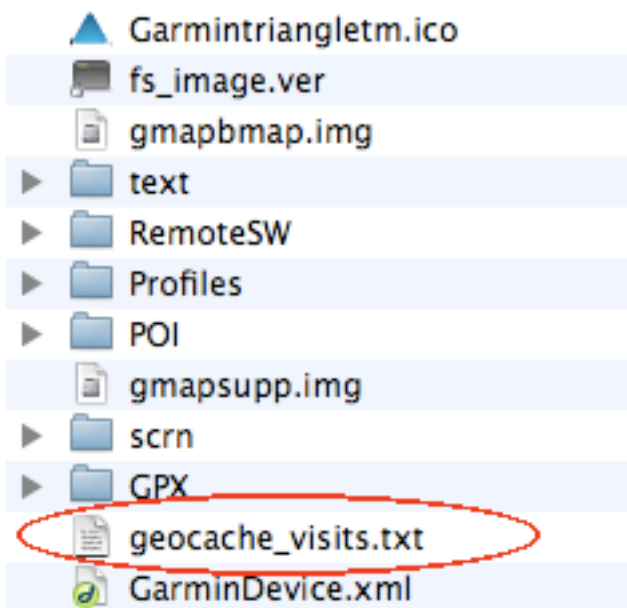 Garmintriangletm.ico
fs_image.ver
gmapbmap.img
text
RemoteSW
Profiles
POI
gmapsupp.img
scrn
GPX
geocache_visits.txt
GarminDevice.xml